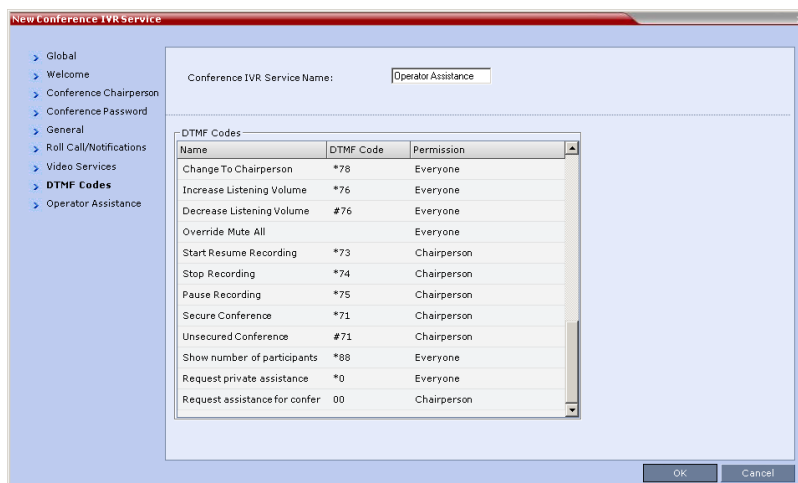 New Conference IVR Service
Global
Welcome
Conference Chairperson
Conference Password
General
Roll Call/Notifications
Video Services
DTMF Codes
Operator Assistance
Conference IVR Service Name: Operator Assistance
DTMF Codes
Name DTMF Code Permission
Change To Chairperson *78 Everyone
Increase Listening Volume *76 Everyone
Decrease Listening Volume #76 Everyone
Override Mute All Everyone
Start Resume Recording *73 Chairperson
Stop Recording *74 Chairperson
Pause Recording *75 Chairperson
Secure Conference *71 Chairperson
Unsecured Conference #71 Chairperson
Show number of participants *88 Everyone
Request private assistance *0 Everyone
Request assistance for confer 00 Chairperson
OK Cancel